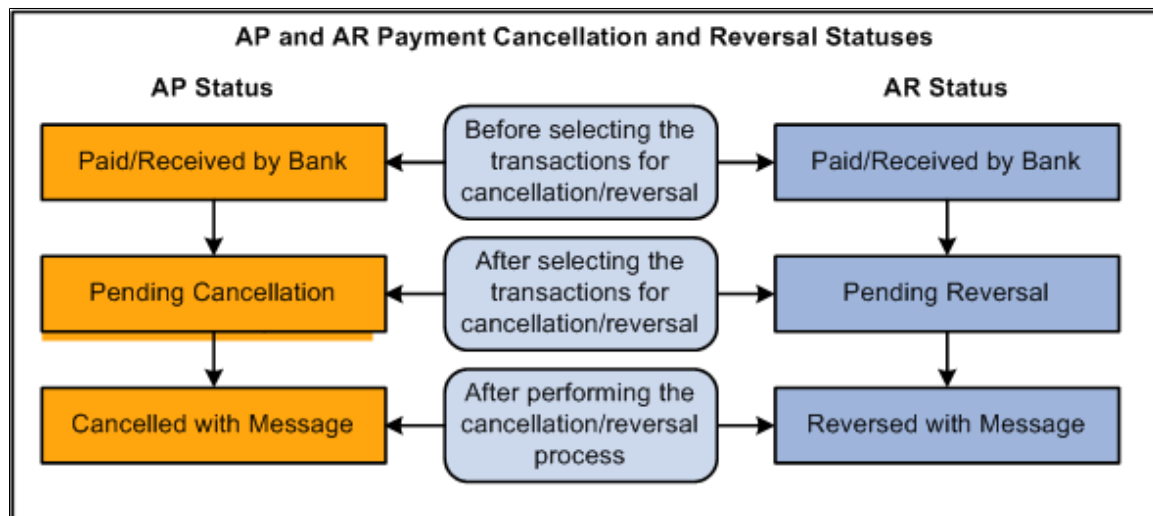 AP and AR Payment Cancellation and Reversal Statuses
AP Status
AR Status
Paid/Received by Bank
Before selecting the
transactions for
cancellation/reversal
Paid/Received by Bank
Pending Cancellation
After selecting the
transactions for
cancellation/reversal
Pending Reversal
Cancelled with Message
After performing the
cancellation/reversal
process
Reversed with Message